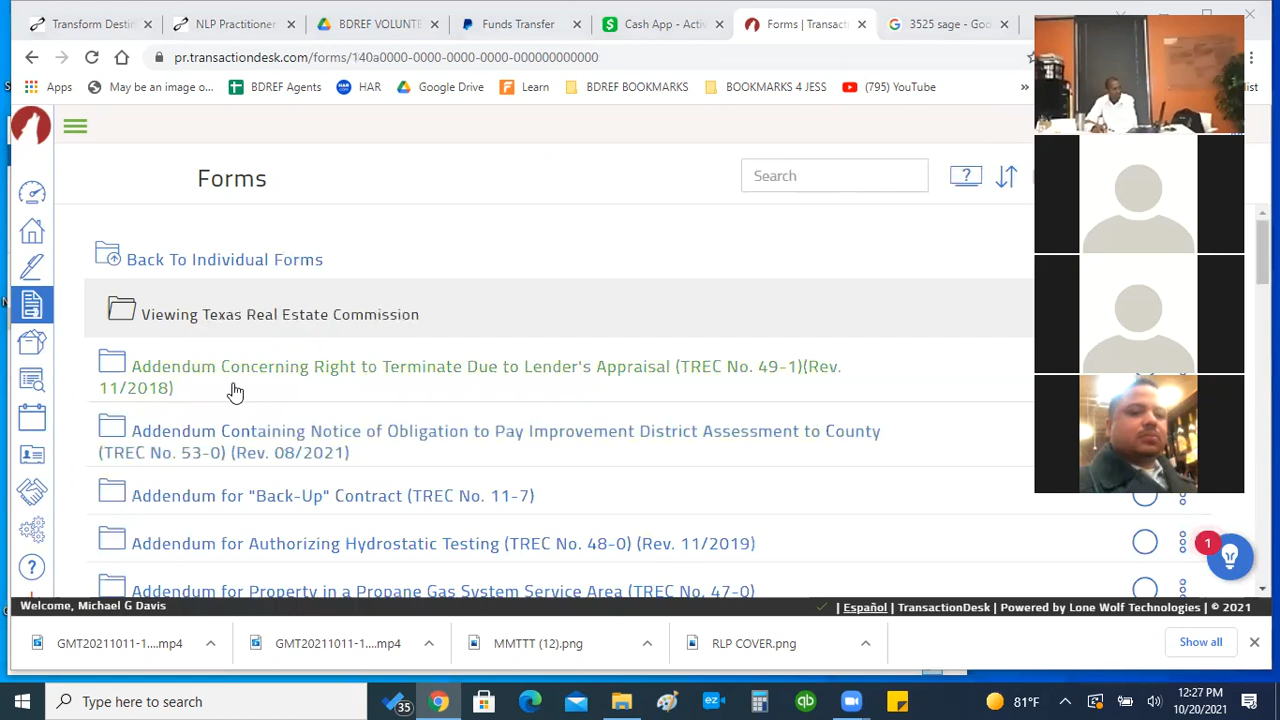 Transform Desti
NLP Practitioner
BDREF VOLUNTE
Funds Transfer
Cash App - Activ
Forms | Transact
3525 sage - Goo
pr.transactiondesk.com/forms/140a0000-0000-0000-0000-000000000000
Apps
May be an image o...
BDREF Agents
HAR
Google Drive
Learn
BDREF BOOKMARKS
BOOKMARKS 4 JESS
(795) YouTube
»
ist
Forms
Search
Back To Individual Forms
Viewing Texas Real Estate Commission
Addendum Concerning Right to Terminate Due to Lender's Appraisal (TREC No. 49-1)(Rev.
11/2018)
Addendum Containing Notice of Obligation to Pay Improvement District Assessment to County
(TREC No. 53-0) (Rev. 08/2021)
Addendum for "Back-Up" Contract (TREC No. 11-7)
Addendum for Authorizing Hydrostatic Testing (TREC No. 48-0) (Rev. 11/2019)
1
Addendum for Property in a Propane Gas System Service Area (TREC No. 47-0)
Welcome, Michael G Davis
| Español | TransactionDesk | Powered by Lone Wolf Technologies | © 2021
GMT20211011-1....mp4
GMT20211011-1....mp4
MMTTT (12).png
RLP COVER.png
Show all
Type here to search
35
ez
qb
81°F
12:27 PM
10/20/2021